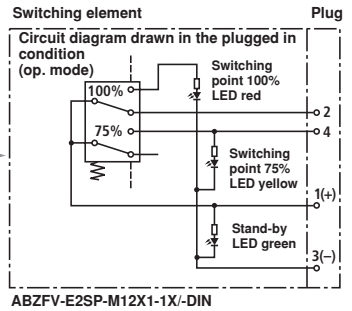 Switching element
Plug
Circuit diagram drawn in the plugged in
condition
(op. mode)
Switching
point 100%
LED red
100%
2
75%
4
Switching
point 75%
LED yellow
1(+)
Stand-by
LED green
3(–)
ABZFV-E2SP-M12X1-1X/-DIN